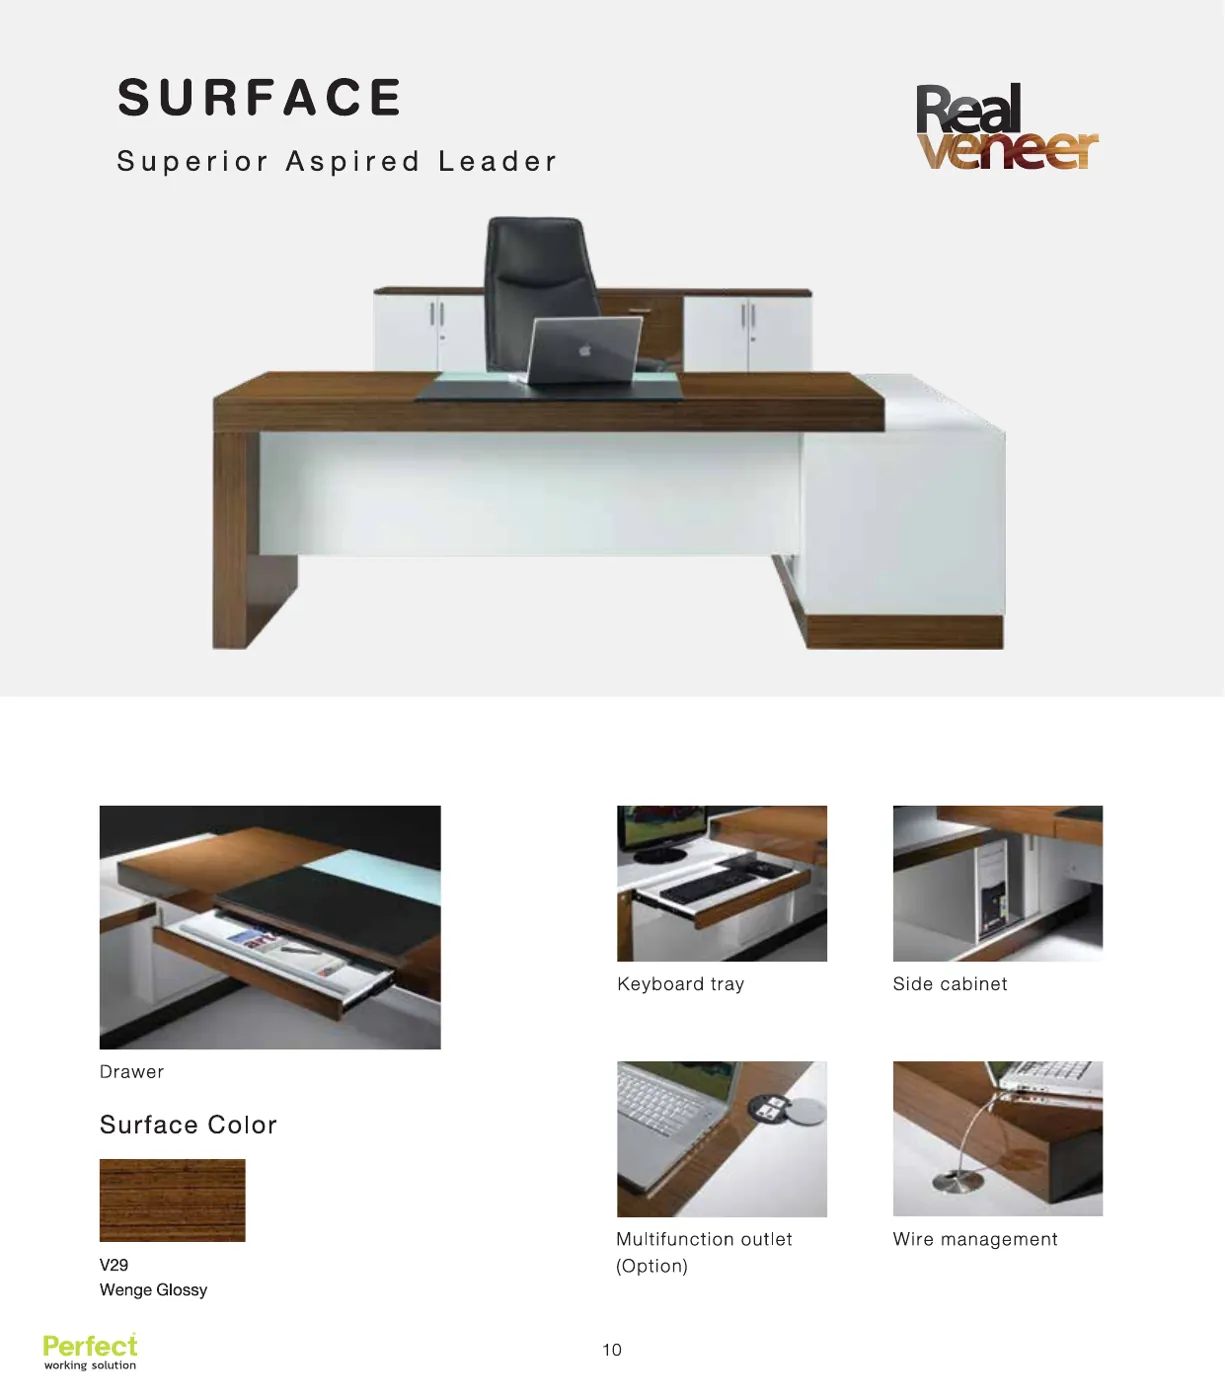 SURFACE
Superior Aspired Leader
Real
veneer
art
Drawer
Surface Color
V29
Wenge Glossy
Keyboard tray
Side cabinet
Multifunction outlet
(Option)
Wire management
Perfect
working solution
10